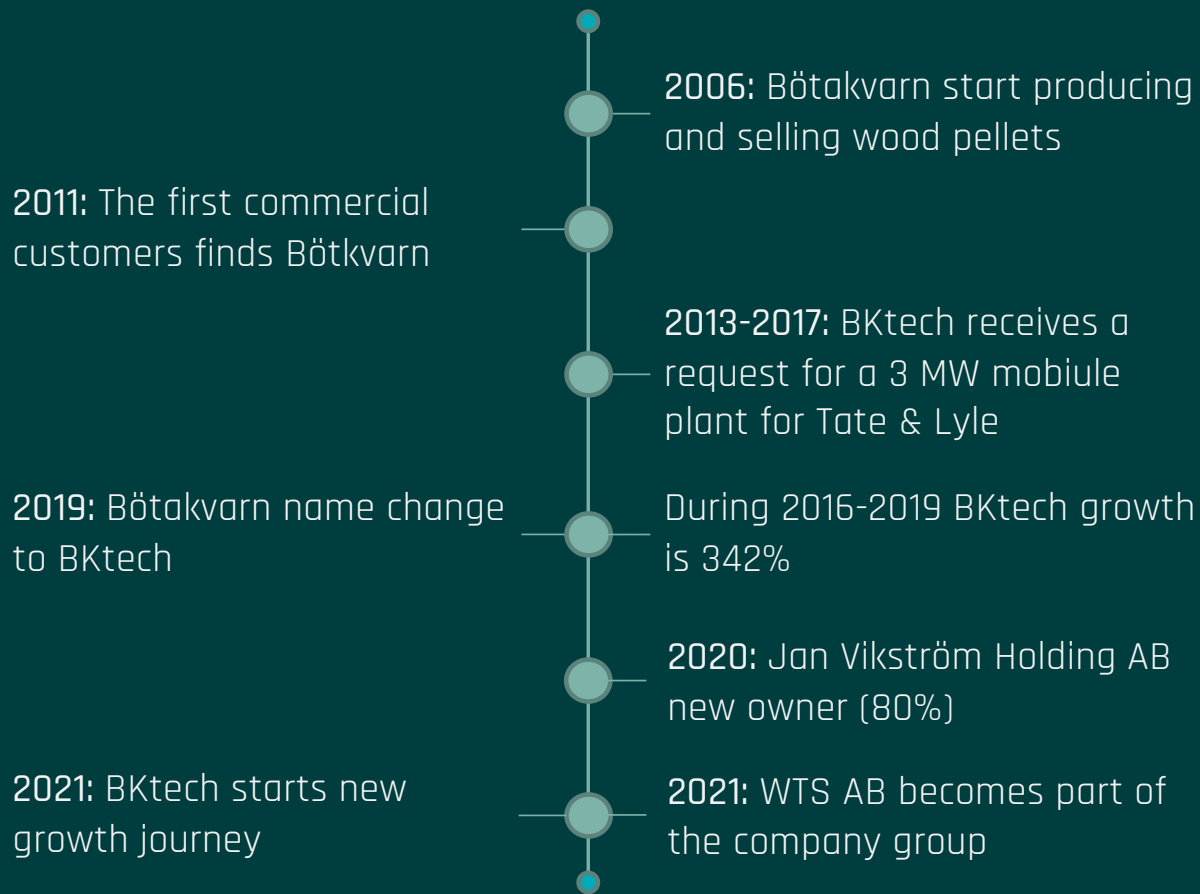 2006: Bötakvarn start producing
and selling wood pellets
2011: The first commercial
customers finds Bötkvarn
2013-2017: BKtech receives a
request for a 3 MW mobiule
plant for Tate & Lyle
2019: Bötakvarn name change
to BKtech
During 2016-2019 BKtech growth
is 342%
2020: Jan Vikström Holding AB
new owner (80%)
2021: BKtech starts new
growth journey
2021: WTS AB becomes part of
the company group